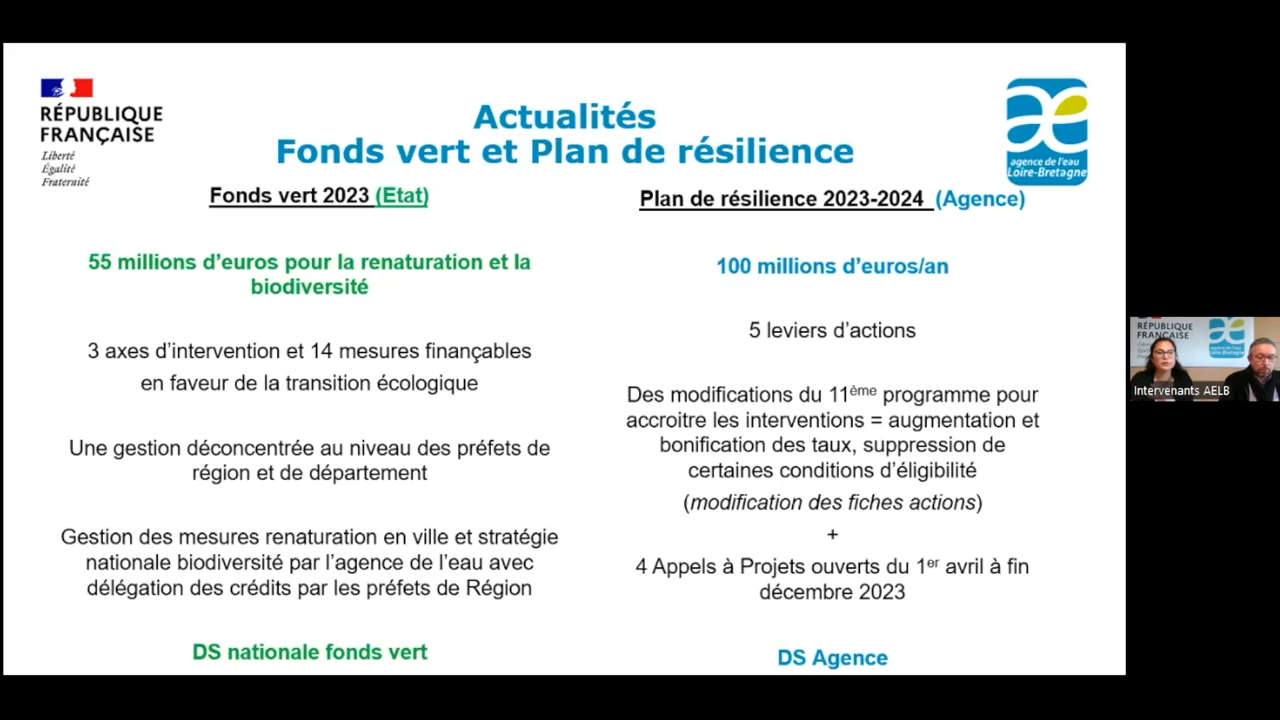 RÉPUBLIQUE
FRANÇAISE
Liberté
Égalité
Fraternité
Actualités
Fonds vert et Plan de résilience
agence de l'eau
Loire-Bretagne
Fonds vert 2023 (Etat)
55 millions d'euros pour la renaturation et la
biodiversité
3 axes d'intervention et 14 mesures finançables
en faveur de la transition écologique
Une gestion déconcentrée au niveau des préfets de
région et de département
Gestion des mesures renaturation en ville et stratégie
nationale biodiversité par l'agence de l'eau avec
délégation des crédits par les préfets de Région
DS nationale fonds vert
Plan de résilience 2023-2024 (Agence)
100 millions d'euros/an
5 leviers d'actions
Des modifications du 11ème programme pour
accroitre les interventions = augmentation et
bonification des taux, suppression de
certaines conditions d'éligibilité
(modification des fiches actions)
+
4 Appels à Projets ouverts du 1er avril à fin
décembre 2023
DS Agence
RÉPUBLIQUE
FRANÇAISE
Intervenants AELB